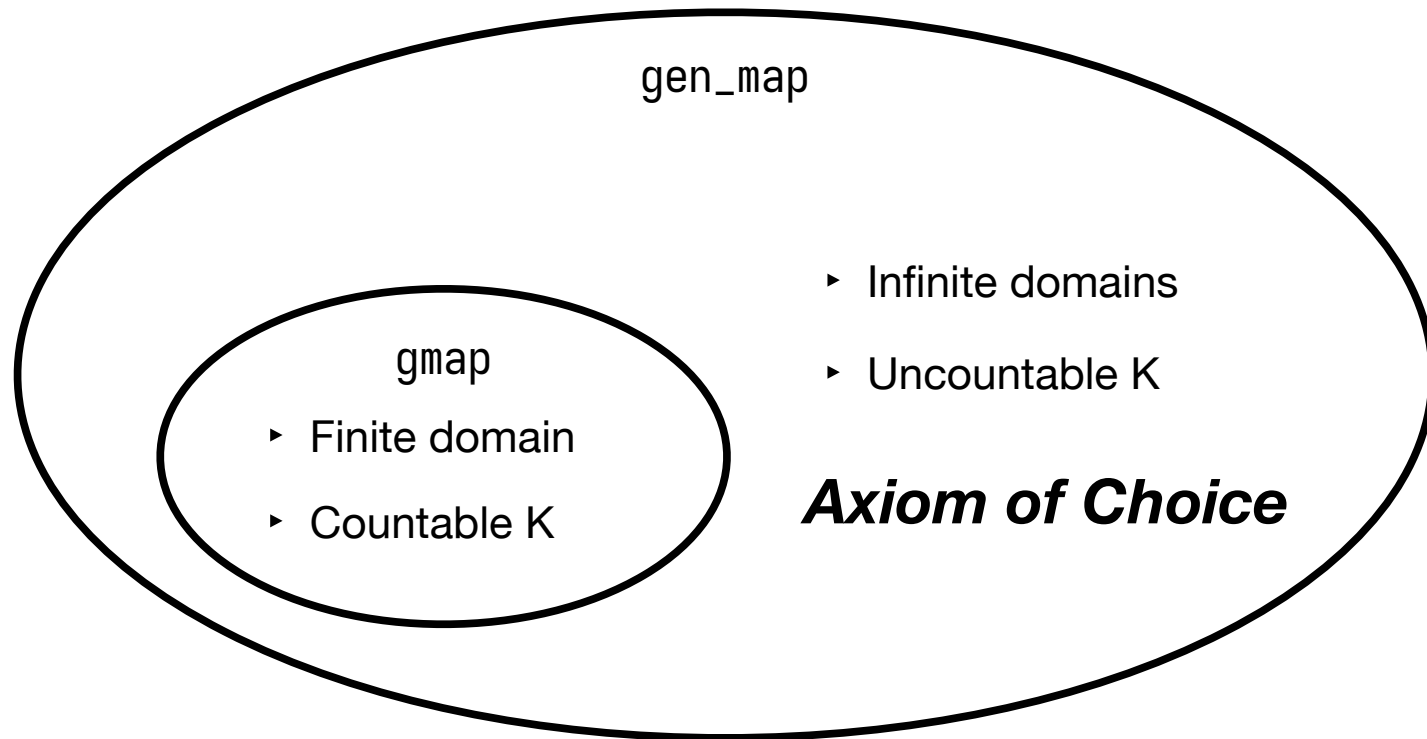 gen_map
‣ Infinite domains
‣ Uncountable K
Axiom of Choice
gmap
‣ Finite domain
‣ Countable K